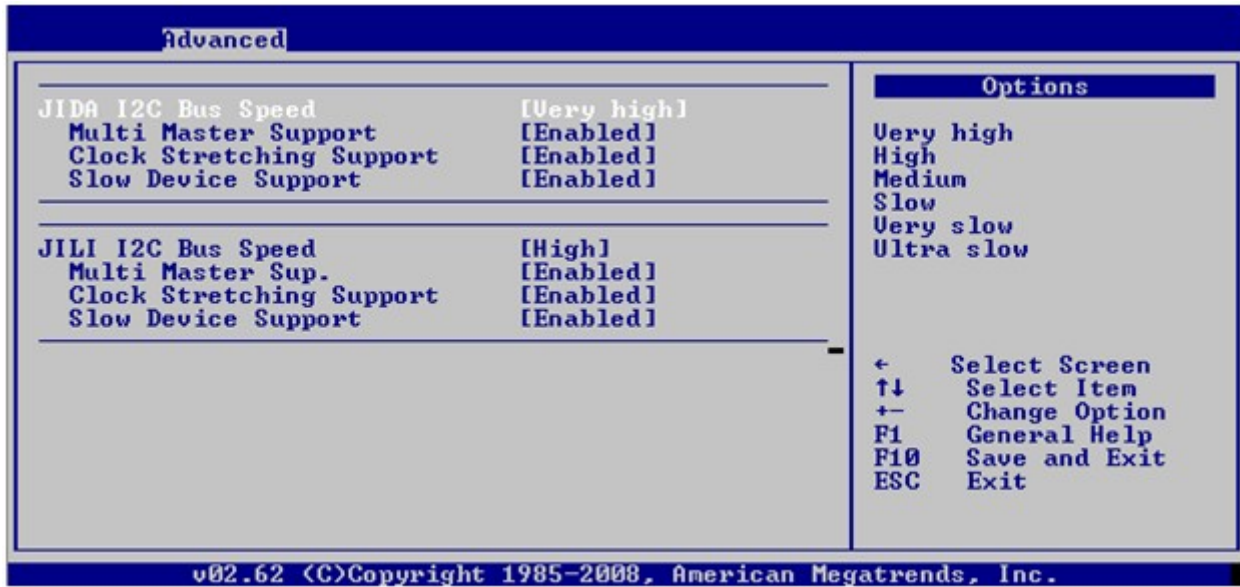 Advanced
JIDA I2C Bus Speed [Very high]
Multi Master Support [Enabled]
Clock Stretching Support [Enabled]
Slow Device Support [Enabled]
JILI I2C Bus Speed [High]
Multi Master Sup. [Enabled]
Clock Stretching Support [Enabled]
Slow Device Support [Enabled]
Options
Very high
High
Medium
Slow
Very slow
Ultra slow
← Select Screen
↑↓ Select Item
+- Change Option
F1 General Help
F10 Save and Exit
ESC Exit
v02.62 (C)Copyright 1985-2008, American Megatrends, Inc.